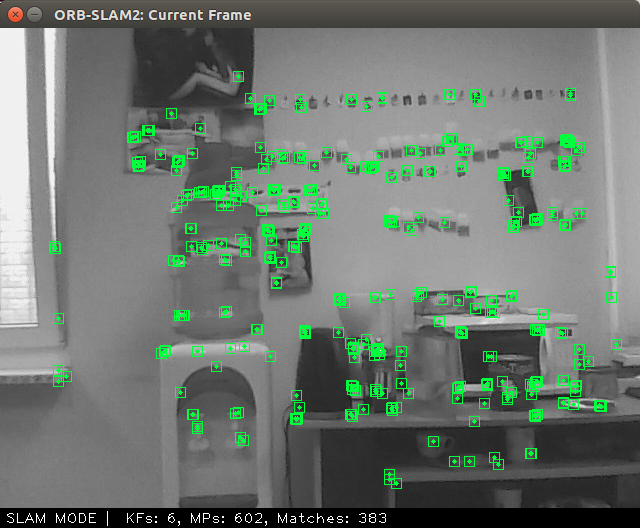 ORB-SLAM2: Current Frame
SLAM MODE | KFs: 6, MPs: 602, Matches: 383